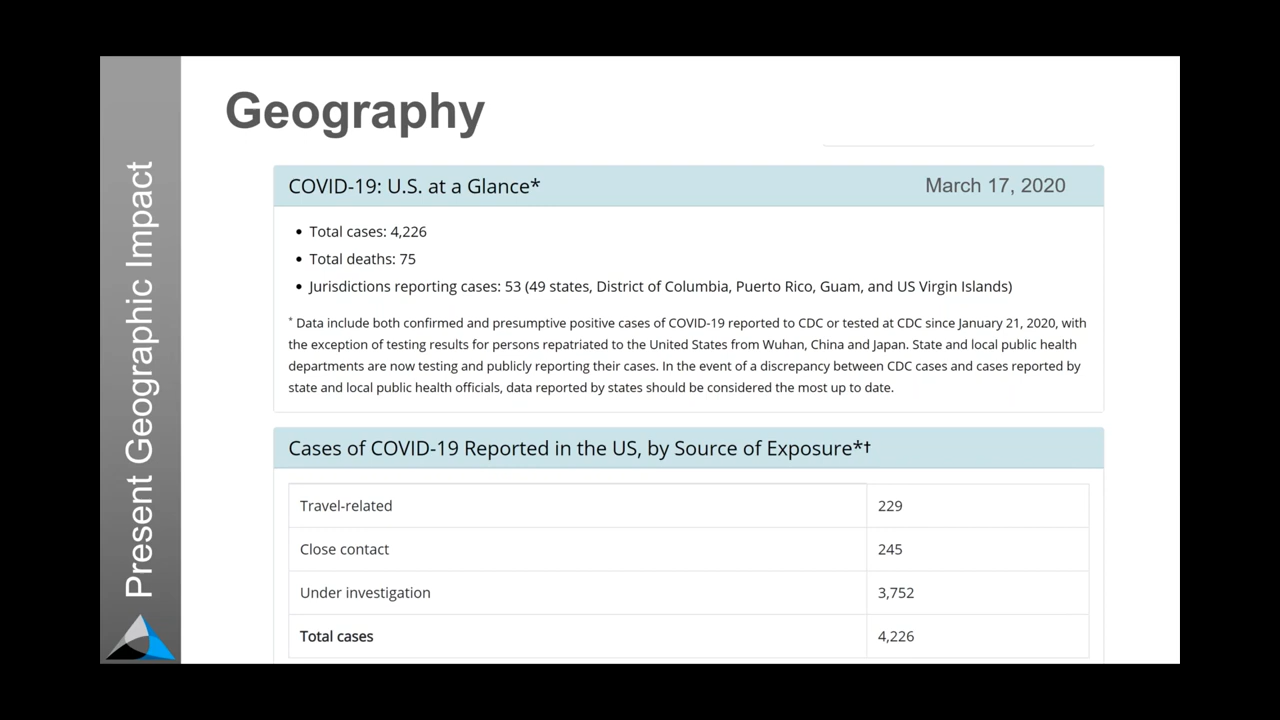 Present Geographic Impact
Geography
COVID-19: U.S. at a Glance*
March 17, 2020
• Total cases: 4,226
• Total deaths: 75
• Jurisdictions reporting cases: 53 (49 states, District of Columbia, Puerto Rico, Guam, and US Virgin Islands)
* Data include both confirmed and presumptive positive cases of COVID-19 reported to CDC or tested at CDC since January 21, 2020, with
the exception of testing results for persons repatriated to the United States from Wuhan, China and Japan. State and local public health
departments are now testing and publicly reporting their cases. In the event of a discrepancy between CDC cases and cases reported by
state and local public health officials, data reported by states should be considered the most up to date.
Cases of COVID-19 Reported in the US, by Source of Exposure*†
Travel-related 229
Close contact 245
Under investigation 3,752
Total cases 4,226